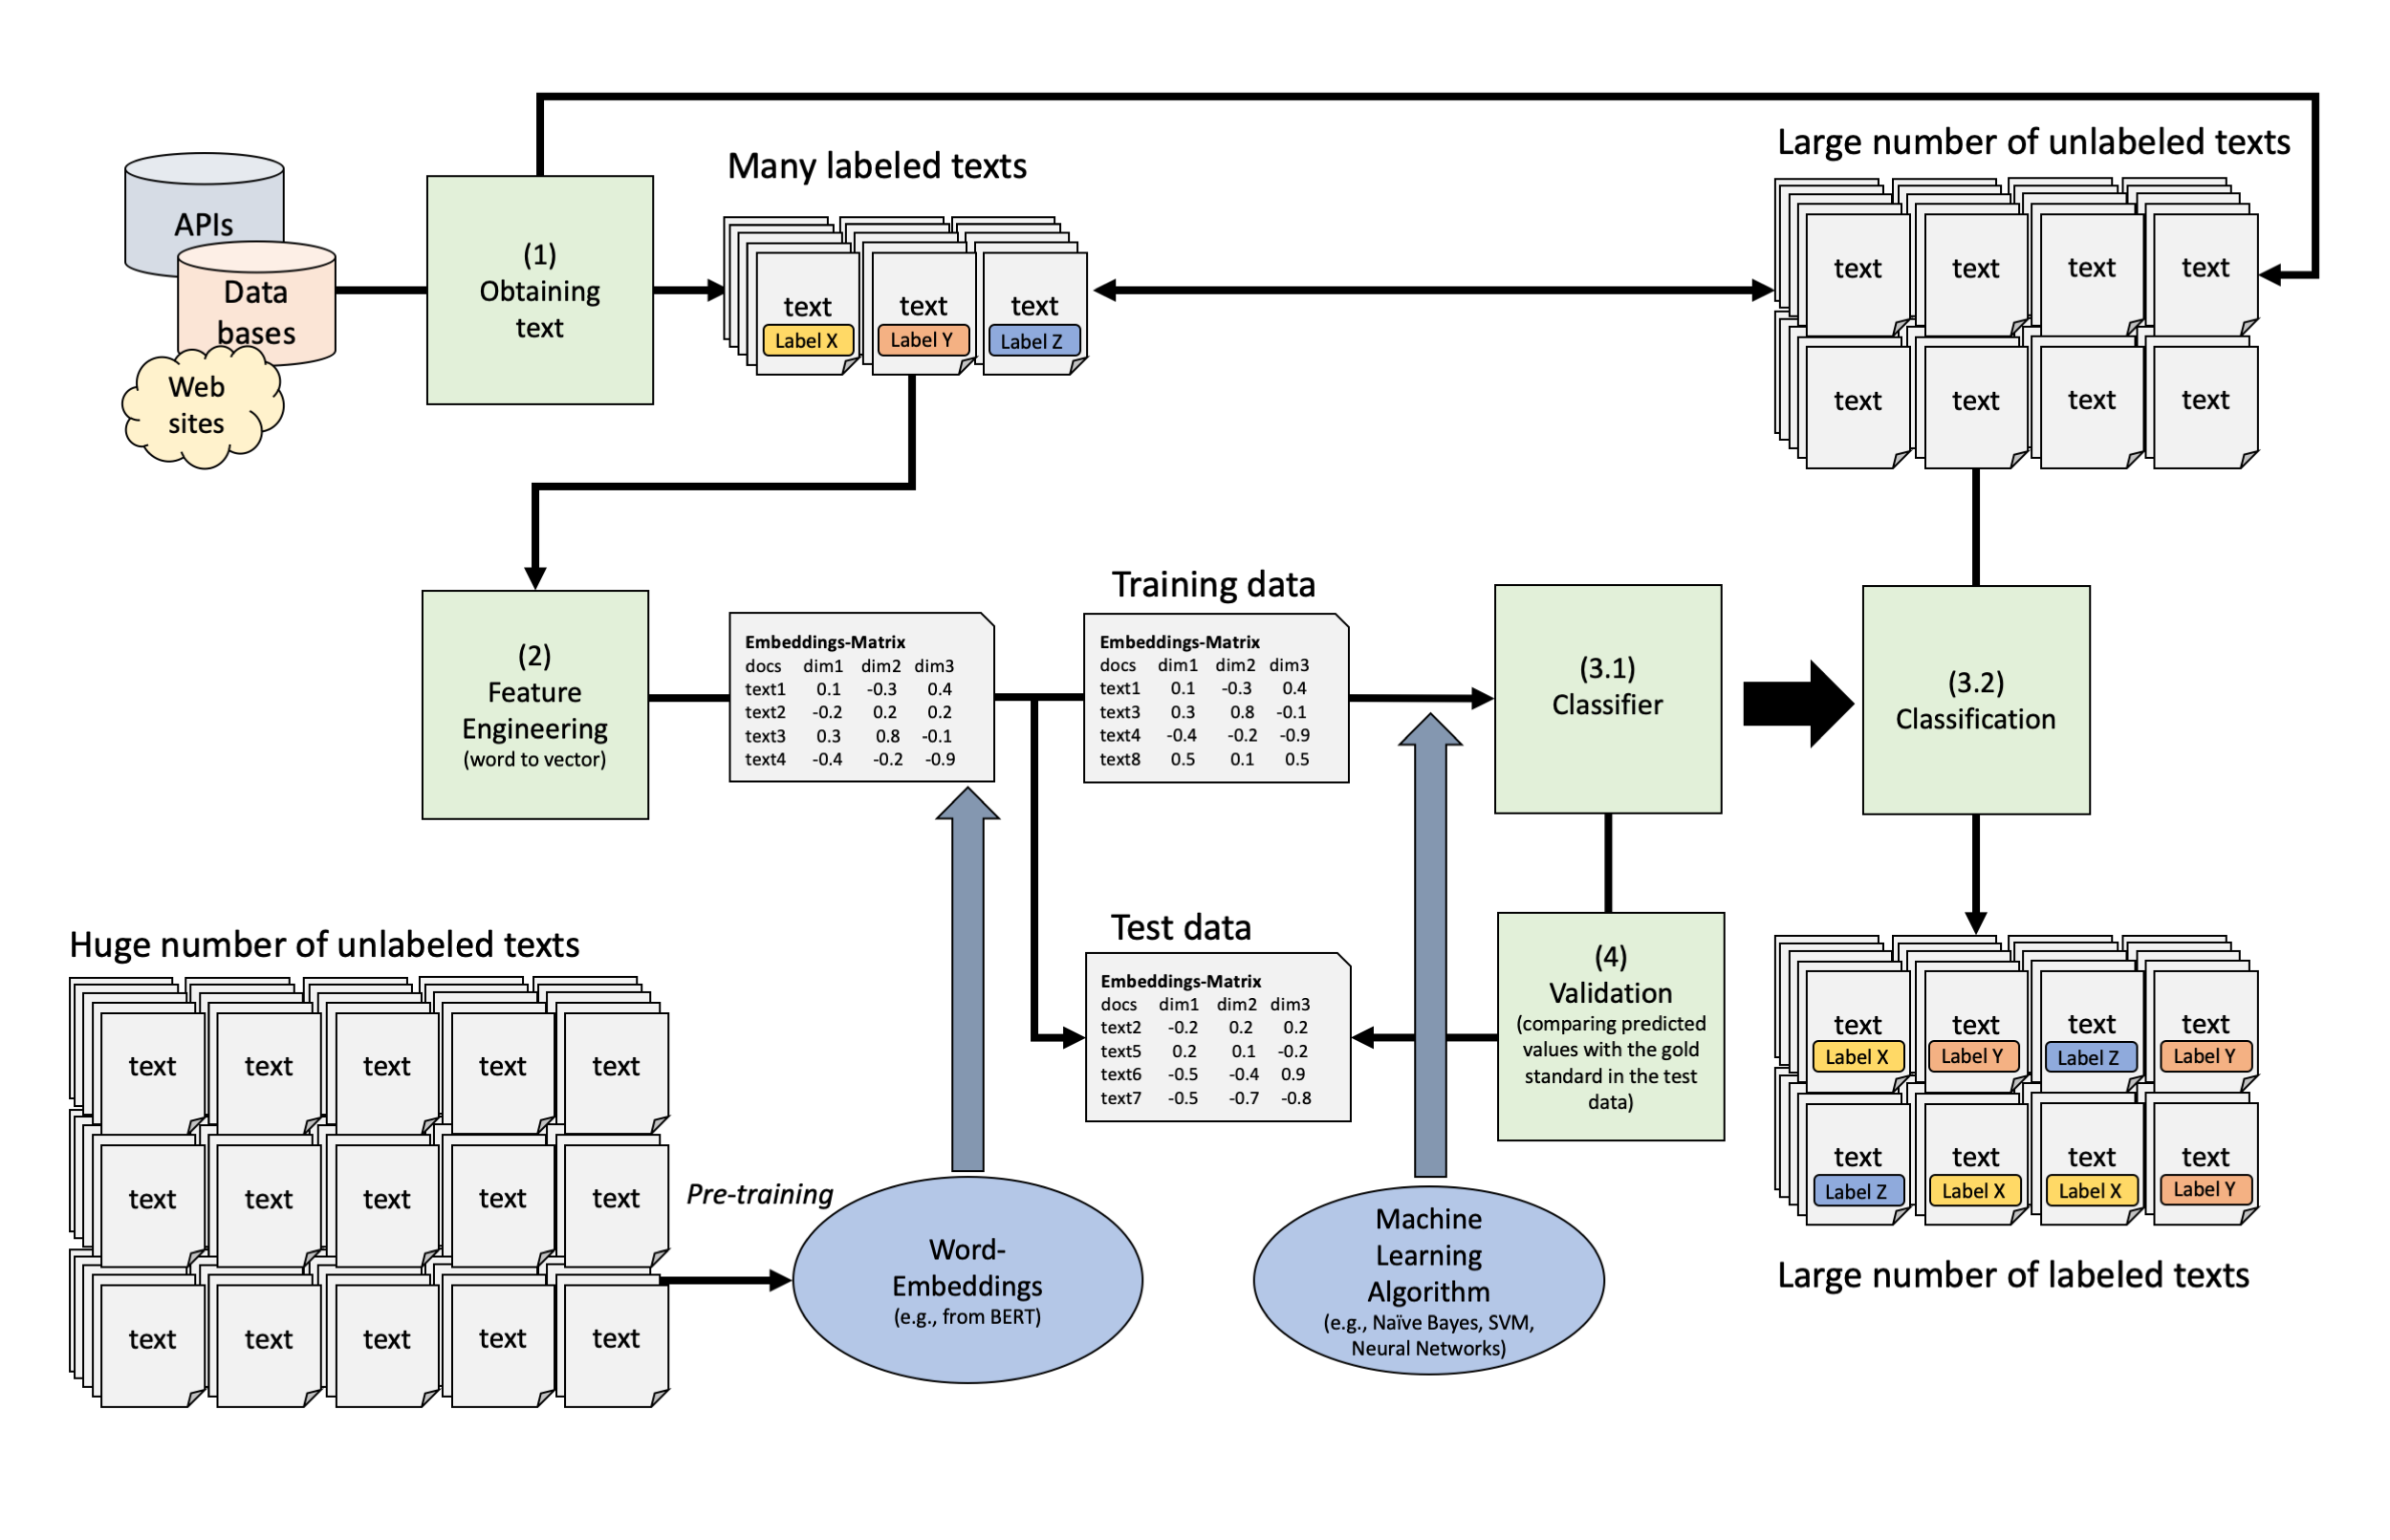 APIs
Data
bases
Web
sites
(1)
Obtaining
text
Many labeled texts
text
Label X
text
Label Y
text
Label Z
Large number of unlabeled texts
text text text text
text text text text
(2)
Feature
Engineering
(word to vector)
Embeddings-Matrix
docs dim1 dim2 dim3
text1 0.1 -0.3 0.4
text2 -0.2 0.2 0.2
text3 0.3 0.8 -0.1
text4 -0.4 -0.2 -0.9
Training data
Embeddings-Matrix
docs dim1 dim2 dim3
text1 0.1 -0.3 0.4
text3 0.3 0.8 -0.1
text4 -0.4 -0.2 -0.9
text8 0.5 0.1 0.5
(3.1)
Classifier
(3.2)
Classification
Test data
Embeddings-Matrix
docs dim1 dim2 dim3
text2 -0.2 0.2 0.2
text5 0.2 0.1 -0.2
text6 -0.5 -0.4 0.9
text7 -0.5 -0.7 -0.8
(4)
Validation
(comparing predicted
values with the gold
standard in the test
data)
Huge number of unlabeled texts
text text text text text
text text text text text
text text text text text
Pre-training
Word-
Embeddings
(e.g., from BERT)
Machine
Learning
Algorithm
(e.g., Naïve Bayes, SVM,
Neural Networks)
text text text text
Label X Label Y Label Z Label Y
text text text text
Label Z Label X Label X Label Y
Large number of labeled texts